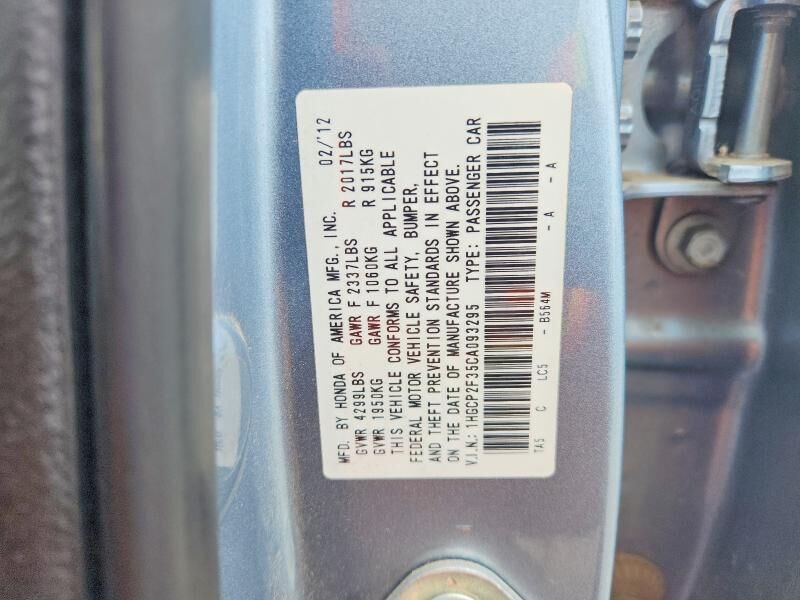 MFD. BY HONDA OF AMERICA MFG., INC. 02/'12
GVWR 4299LBS GAWR F 2337LBS R 2017LBS
GVWR 1950KG GAWR F 1060KG R 915KG
THIS VEHICLE CONFORMS TO ALL APPLICABLE
FEDERAL MOTOR VEHICLE SAFETY, BUMPER,
AND THEFT PREVENTION STANDARDS IN EFFECT
ON THE DATE OF MANUFACTURE SHOWN ABOVE.
V.I.N.: 1HGCP2F35CA093295 TYPE: PASSENGER CAR
TA5 C LC5 - B564M - A - A